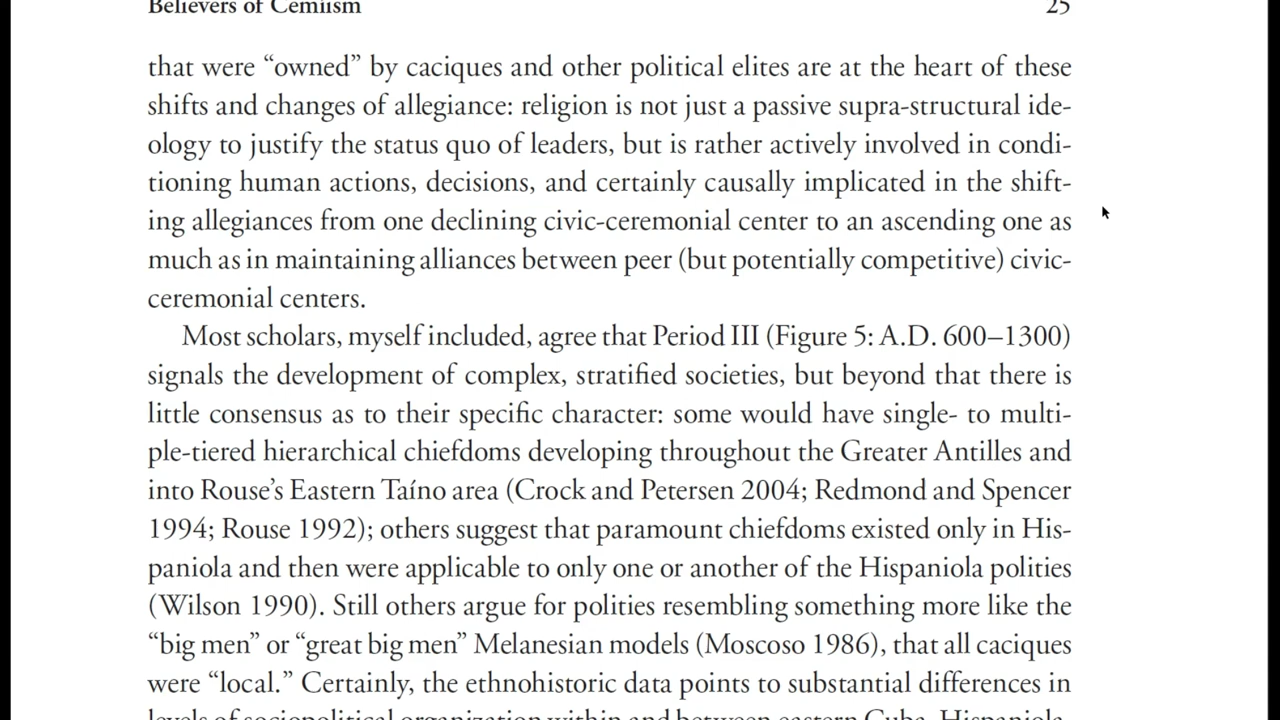 Believers of Cemiism 25
that were “owned” by caciques and other political elites are at the heart of these
shifts and changes of allegiance: religion is not just a passive supra-structural ide-
ology to justify the status quo of leaders, but is rather actively involved in condi-
tioning human actions, decisions, and certainly causally implicated in the shift-
ing allegiances from one declining civic-ceremonial center to an ascending one as
much as in maintaining alliances between peer (but potentially competitive) civic-
ceremonial centers.
Most scholars, myself included, agree that Period III (Figure 5: A.D. 600–1300)
signals the development of complex, stratified societies, but beyond that there is
little consensus as to their specific character: some would have single- to multi-
ple-tiered hierarchical chiefdoms developing throughout the Greater Antilles and
into Rouse’s Eastern Taíno area (Crock and Petersen 2004; Redmond and Spencer
1994; Rouse 1992); others suggest that paramount chiefdoms existed only in His-
paniola and then were applicable to only one or another of the Hispaniola polities
(Wilson 1990). Still others argue for polities resembling something more like the
“big men” or “great big men” Melanesian models (Moscoso 1986), that all caciques
were “local.” Certainly, the ethnohistoric data points to substantial differences in
levels of sociopolitical organization within and between eastern Cuba, Hispaniola,